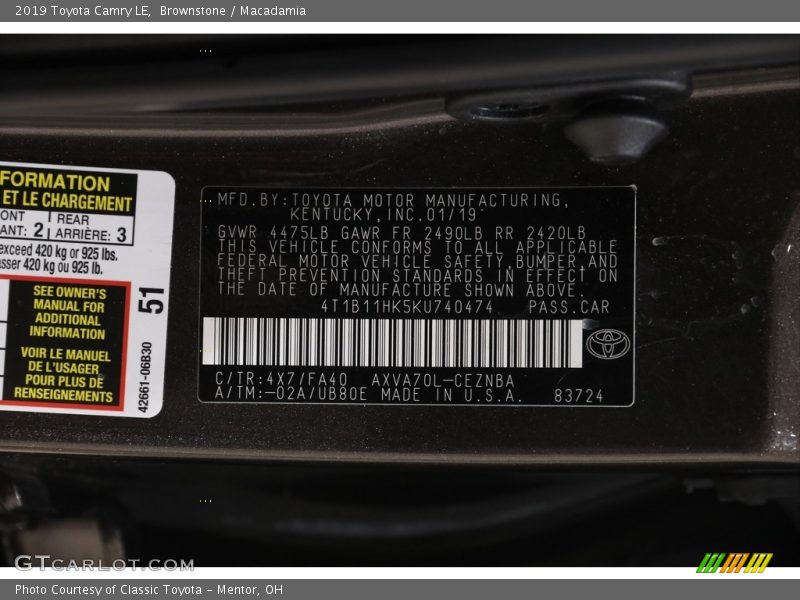 2019 Toyota Camry LE, Brownstone / Macadamia
FORMATION
ET LE CHARGEMENT
ONT
ANT: 2
REAR
ARRIÈRE: 3
exceed 420 kg or 925 lbs.
asser 420 kg ou 925 lb.
SEE OWNER'S
MANUAL FOR
ADDITIONAL
INFORMATION
VOIR LE MANUEL
DE L'USAGER
POUR PLUS DE
RENSEIGNEMENTS
51
42661-06B30
MFD.BY:TOYOTA MOTOR MANUFACTURING,
KENTUCKY,INC.01/19
GVWR 4475LB GAWR FR 2490LB RR 2420LB
THIS VEHICLE CONFORMS TO ALL APPLICABLE
FEDERAL MOTOR VEHICLE SAFETY,BUMPER,AND
THEFT PREVENTION STANDARDS IN EFFECT ON
THE DATE OF MANUFACTURE SHOWN ABOVE.
4T1B11HK5KU740474 PASS.CAR
C/TR:4X7/FA40 AXVA70L-CEZNBA
A/TM:-02A/UB80E MADE IN U.S.A. 83724
GTCARLOT.COM
Photo Courtesy of Classic Toyota - Mentor, OH